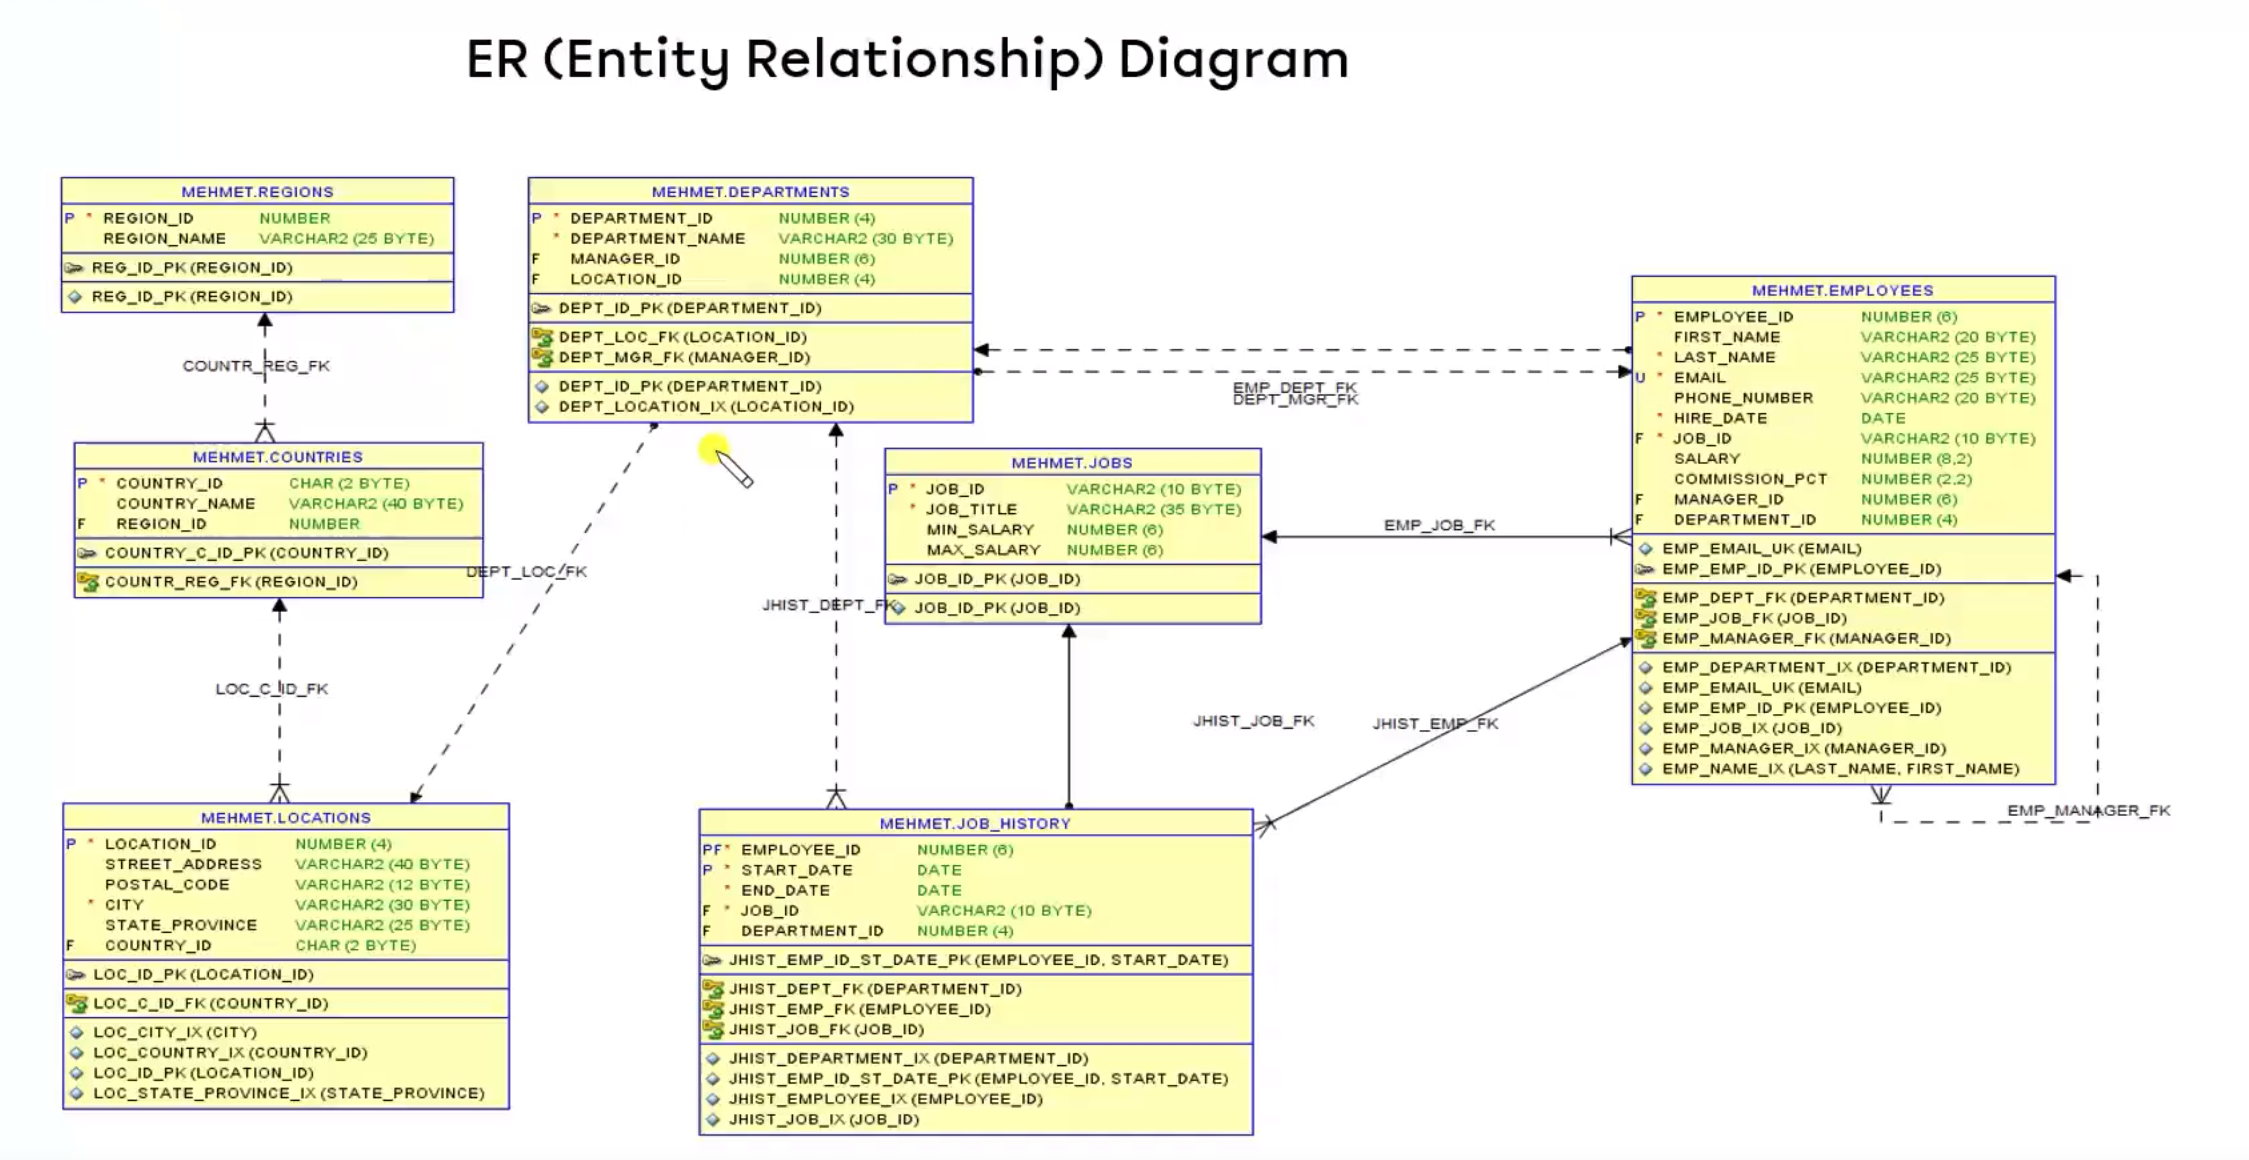 ER (Entity Relationship) Diagram
MEHMET.REGIONS
P * REGION_ID NUMBER
REGION_NAME VARCHAR2 (25 BYTE)
REG_ID_PK (REGION_ID)
REG_ID_PK (REGION_ID)
COUNTR_REG_FK
MEHMET.COUNTRIES
P * COUNTRY_ID CHAR (2 BYTE)
COUNTRY_NAME VARCHAR2 (40 BYTE)
F REGION_ID NUMBER
COUNTRY_C_ID_PK (COUNTRY_ID)
COUNTR_REG_FK (REGION_ID)
LOC_C_ID_FK
MEHMET.LOCATIONS
P * LOCATION_ID NUMBER (4)
STREET_ADDRESS VARCHAR2 (40 BYTE)
POSTAL_CODE VARCHAR2 (12 BYTE)
* CITY VARCHAR2 (30 BYTE)
STATE_PROVINCE VARCHAR2 (25 BYTE)
F COUNTRY_ID CHAR (2 BYTE)
LOC_ID_PK (LOCATION_ID)
LOC_C_ID_FK (COUNTRY_ID)
LOC_CITY_IX (CITY)
LOC_COUNTRY_IX (COUNTRY_ID)
LOC_ID_PK (LOCATION_ID)
LOC_STATE_PROVINCE_IX (STATE_PROVINCE)
MEHMET.DEPARTMENTS
P * DEPARTMENT_ID NUMBER (4)
* DEPARTMENT_NAME VARCHAR2 (30 BYTE)
F MANAGER_ID NUMBER (6)
F LOCATION_ID NUMBER (4)
DEPT_ID_PK (DEPARTMENT_ID)
DEPT_LOC_FK (LOCATION_ID)
DEPT_MGR_FK (MANAGER_ID)
DEPT_ID_PK (DEPARTMENT_ID)
DEPT_LOCATION_IX (LOCATION_ID)
DEPT_LOC_FK
JHIST_DEPT_FK
EMP_DEPT_FK
DEPT_MGR_FK
MEHMET.JOBS
P * JOB_ID VARCHAR2 (10 BYTE)
* JOB_TITLE VARCHAR2 (35 BYTE)
MIN_SALARY NUMBER (6)
MAX_SALARY NUMBER (6)
JOB_ID_PK (JOB_ID)
JOB_ID_PK (JOB_ID)
EMP_JOB_FK
JHIST_JOB_FK
JHIST_EMP_FK
MEHMET.JOB_HISTORY
PF * EMPLOYEE_ID NUMBER (6)
P * START_DATE DATE
* END_DATE DATE
F * JOB_ID VARCHAR2 (10 BYTE)
F DEPARTMENT_ID NUMBER (4)
JHIST_EMP_ID_ST_DATE_PK (EMPLOYEE_ID, START_DATE)
JHIST_DEPT_FK (DEPARTMENT_ID)
JHIST_EMP_FK (EMPLOYEE_ID)
JHIST_JOB_FK (JOB_ID)
JHIST_DEPARTMENT_IX (DEPARTMENT_ID)
JHIST_EMP_ID_ST_DATE_PK (EMPLOYEE_ID, START_DATE)
JHIST_EMPLOYEE_IX (EMPLOYEE_ID)
JHIST_JOB_IX (JOB_ID)
MEHMET.EMPLOYEES
P * EMPLOYEE_ID NUMBER (6)
FIRST_NAME VARCHAR2 (20 BYTE)
* LAST_NAME VARCHAR2 (25 BYTE)
U * EMAIL VARCHAR2 (25 BYTE)
PHONE_NUMBER VARCHAR2 (20 BYTE)
* HIRE_DATE DATE
F * JOB_ID VARCHAR2 (10 BYTE)
SALARY NUMBER (8,2)
COMMISSION_PCT NUMBER (2,2)
F MANAGER_ID NUMBER (6)
F DEPARTMENT_ID NUMBER (4)
EMP_EMAIL_UK (EMAIL)
EMP_EMP_ID_PK (EMPLOYEE_ID)
EMP_DEPT_FK (DEPARTMENT_ID)
EMP_JOB_FK (JOB_ID)
EMP_MANAGER_FK (MANAGER_ID)
EMP_DEPARTMENT_IX (DEPARTMENT_ID)
EMP_EMAIL_UK (EMAIL)
EMP_EMP_ID_PK (EMPLOYEE_ID)
EMP_JOB_IX (JOB_ID)
EMP_MANAGER_IX (MANAGER_ID)
EMP_NAME_IX (LAST_NAME, FIRST_NAME)
EMP_MANAGER_FK